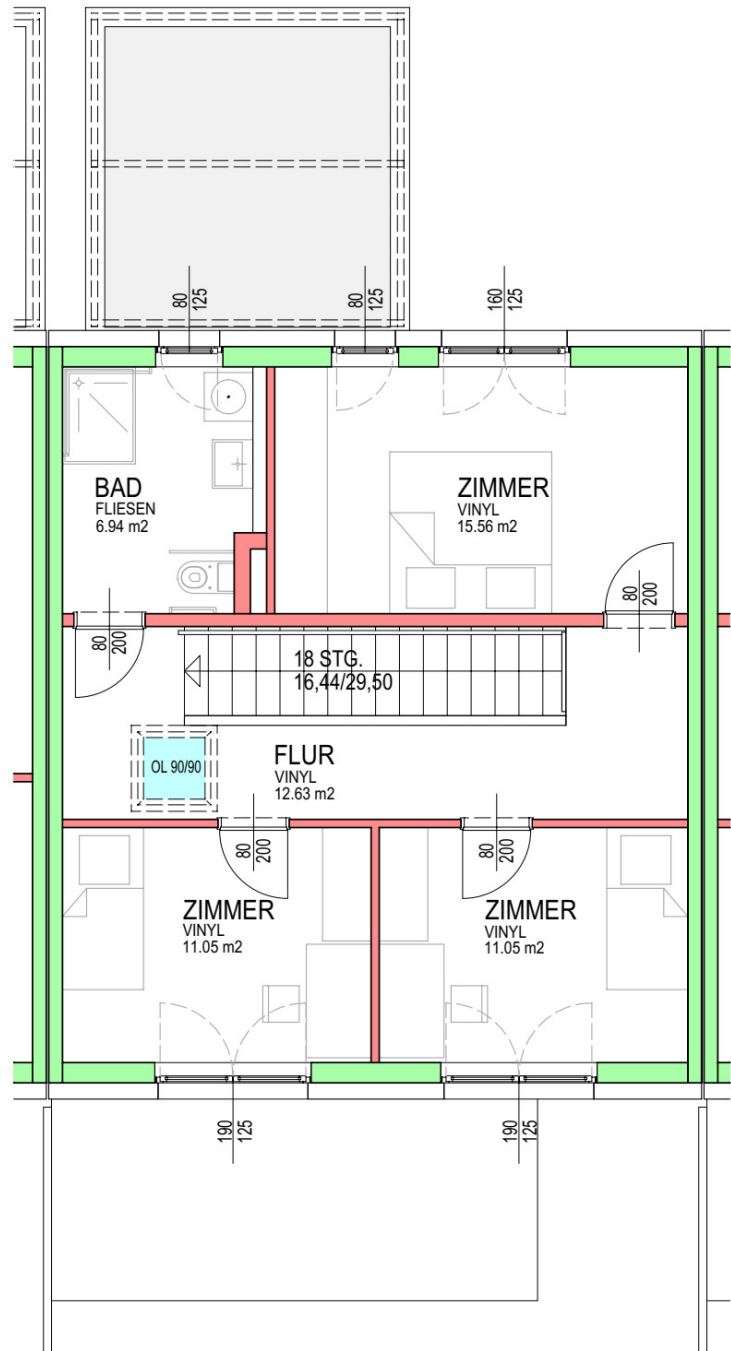 80
125
80
125
160
125
BAD
FLIESEN
6.94 m2
ZIMMER
VINYL
15.56 m2
80
200
80
200
18 STG.
16,44/29,50
OL 90/90
FLUR
VINYL
12.63 m2
80
200
80
200
ZIMMER
VINYL
11.05 m2
ZIMMER
VINYL
11.05 m2
190
125
190
125